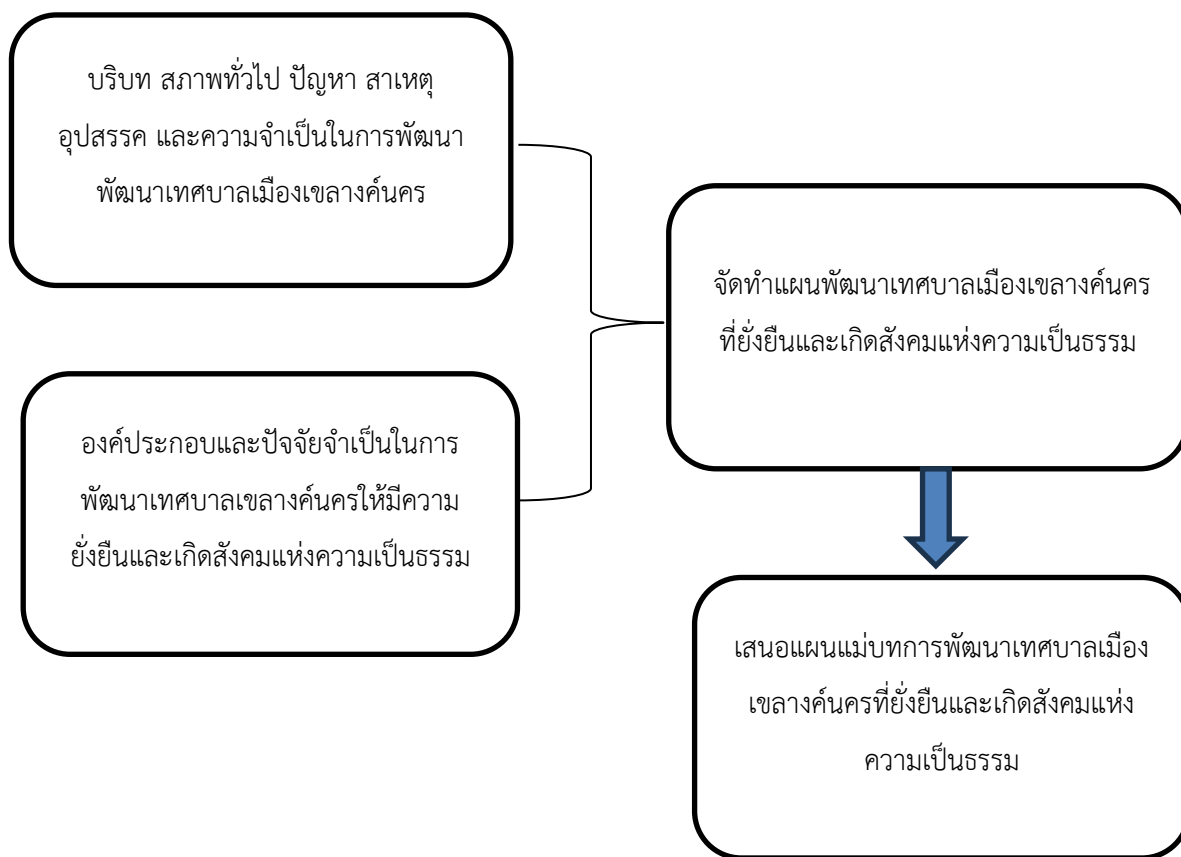 บริบท สภาพทั่วไป ปัญหา สาเหตุ
อุปสรรค และความจำเป็นในการพัฒนา
พัฒนาเทศบาลเมืองเขลางค์นคร
องค์ประกอบและปัจจัยจำเป็นในการ
พัฒนาเทศบาลเขลางค์นครให้มีความ
ยั่งยืนและเกิดสังคมแห่งความเป็นธรรม
จัดทำแผนพัฒนาเทศบาลเมืองเขลางค์นคร
ที่ยั่งยืนและเกิดสังคมแห่งความเป็นธรรม
เสนอแผนแม่บทการพัฒนาเทศบาลเมือง
เขลางค์นครที่ยั่งยืนและเกิดสังคมแห่ง
ความเป็นธรรม